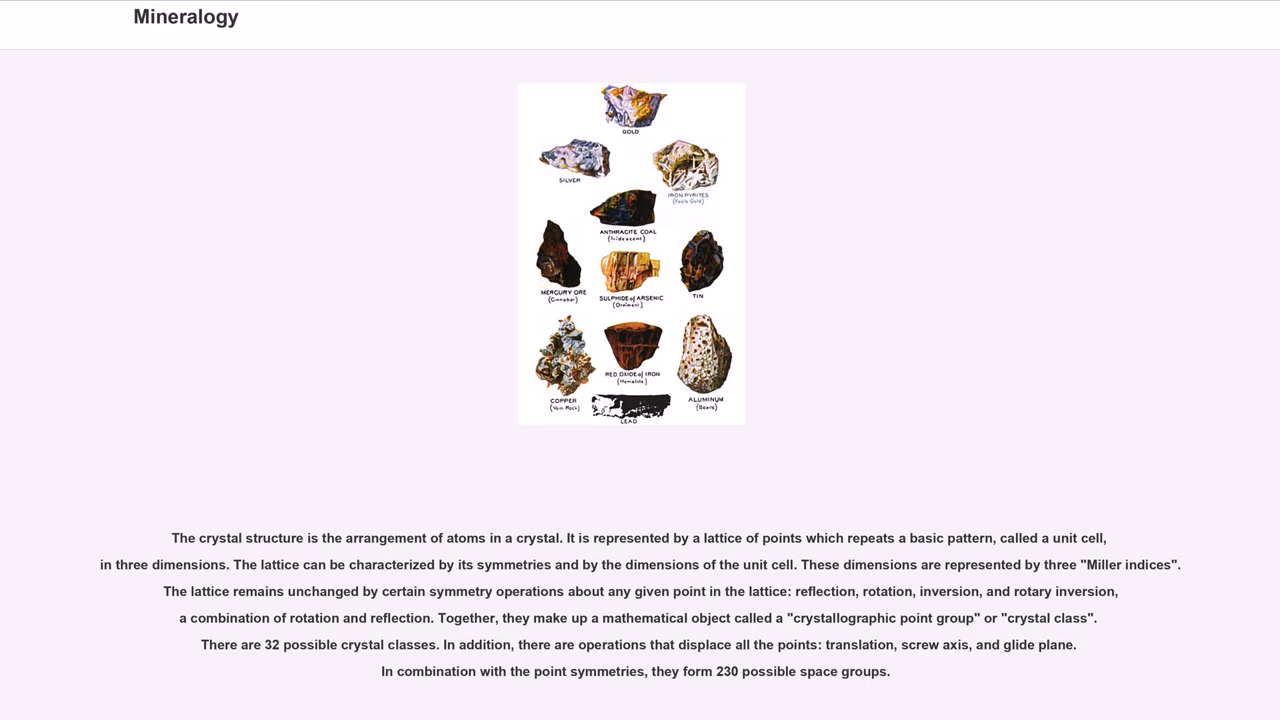 Mineralogy
GOLD
SILVER
IRON PYRITES
(Fools Gold)
ANTHRACITE COAL
(Iridescent)
MERCURY ORE
(Cinnabar)
SULPHIDE of ARSENIC
(Orpiment)
TIN
COPPER
(Vein Rock)
RED OXIDE of IRON
(Hematite)
ALUMINUM
LEAD
The crystal structure is the arrangement of atoms in a crystal. It is represented by a lattice of points which repeats a basic pattern, called a unit cell,
in three dimensions. The lattice can be characterized by its symmetries and by the dimensions of the unit cell. These dimensions are represented by three "Miller indices".
The lattice remains unchanged by certain symmetry operations about any given point in the lattice: reflection, rotation, inversion, and rotary inversion,
a combination of rotation and reflection. Together, they make up a mathematical object called a "crystallographic point group" or "crystal class".
There are 32 possible crystal classes. In addition, there are operations that displace all the points: translation, screw axis, and glide plane.
In combination with the point symmetries, they form 230 possible space groups.